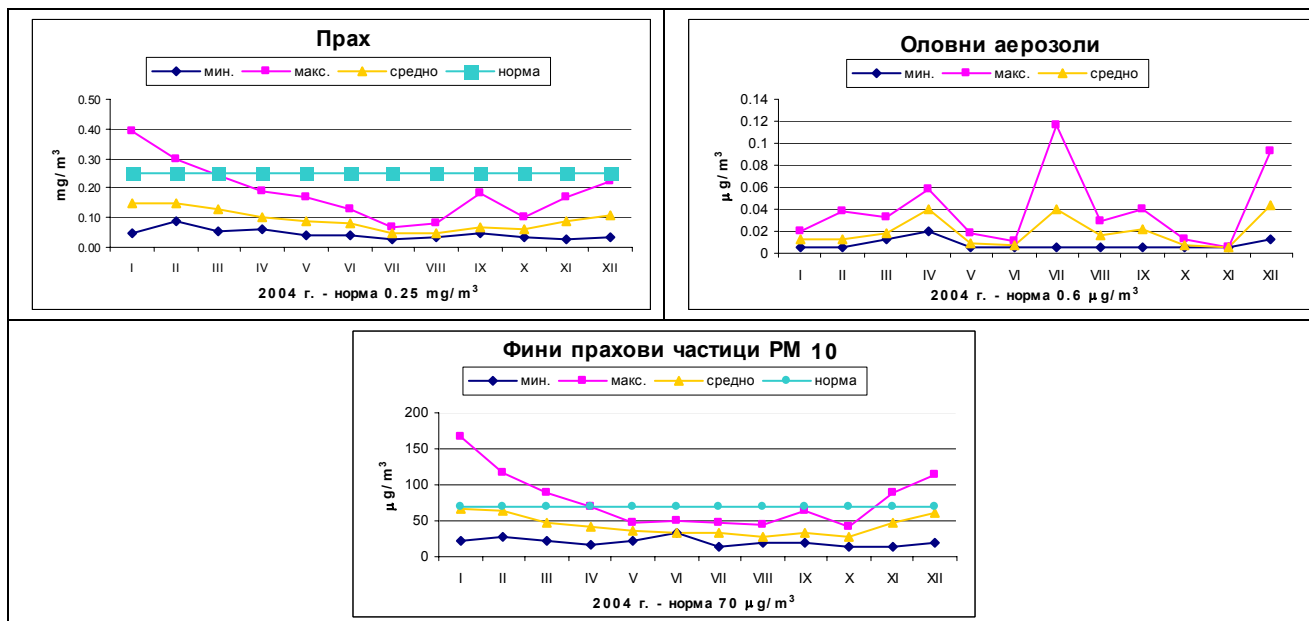 Прах
мин. макс. средно норма
0.50
0.40
0.30
0.20
0.10
0.00
mg/m³
I II III IV V VI VII VIII IX X XI XII
2004 г. - норма 0.25 mg/m³
Оловни аерозоли
мин. макс. средно
0.14
0.12
0.1
0.08
0.06
0.04
0.02
0
µg/m³
I II III IV V VI VII VIII IX X XI XII
2004 г. - норма 0.6 µg/m³
Фини прахови частици РМ 10
мин. макс. средно норма
200
150
100
50
0
µg/m³
I II III IV V VI VII VIII IX X XI XII
2004 г. - норма 70 µg/m³